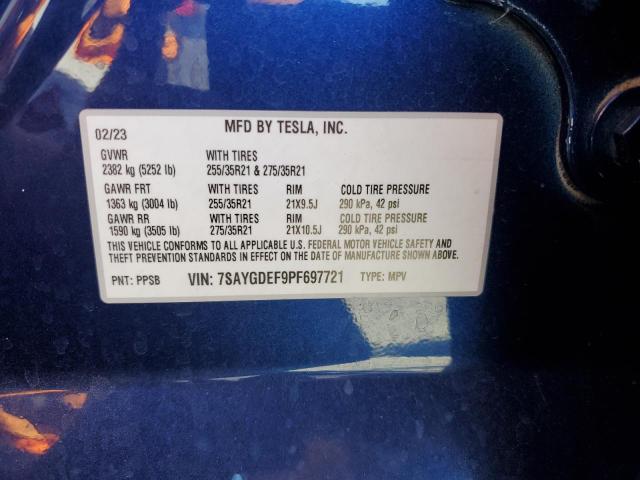 02/23 MFD BY TESLA, INC.
GVWR WITH TIRES
2382 kg (5252 lb) 255/35R21 & 275/35R21
GAWR FRT WITH TIRES RIM COLD TIRE PRESSURE
1363 kg (3004 lb) 255/35R21 21X9.5J 290 kPa, 42 psi
GAWR RR WITH TIRES RIM COLD TIRE PRESSURE
1590 kg (3505 lb) 275/35R21 21X10.5J 290 kPa, 42 psi
THIS VEHICLE CONFORMS TO ALL APPLICABLE U.S. FEDERAL MOTOR VEHICLE SAFETY AND
THEFT PREVENTION STANDARDS IN EFFECT ON THE DATE OF MANUFACTURE SHOWN ABOVE.
PNT: PPSB VIN: 7SAYGDEF9PF697721 TYPE: MPV